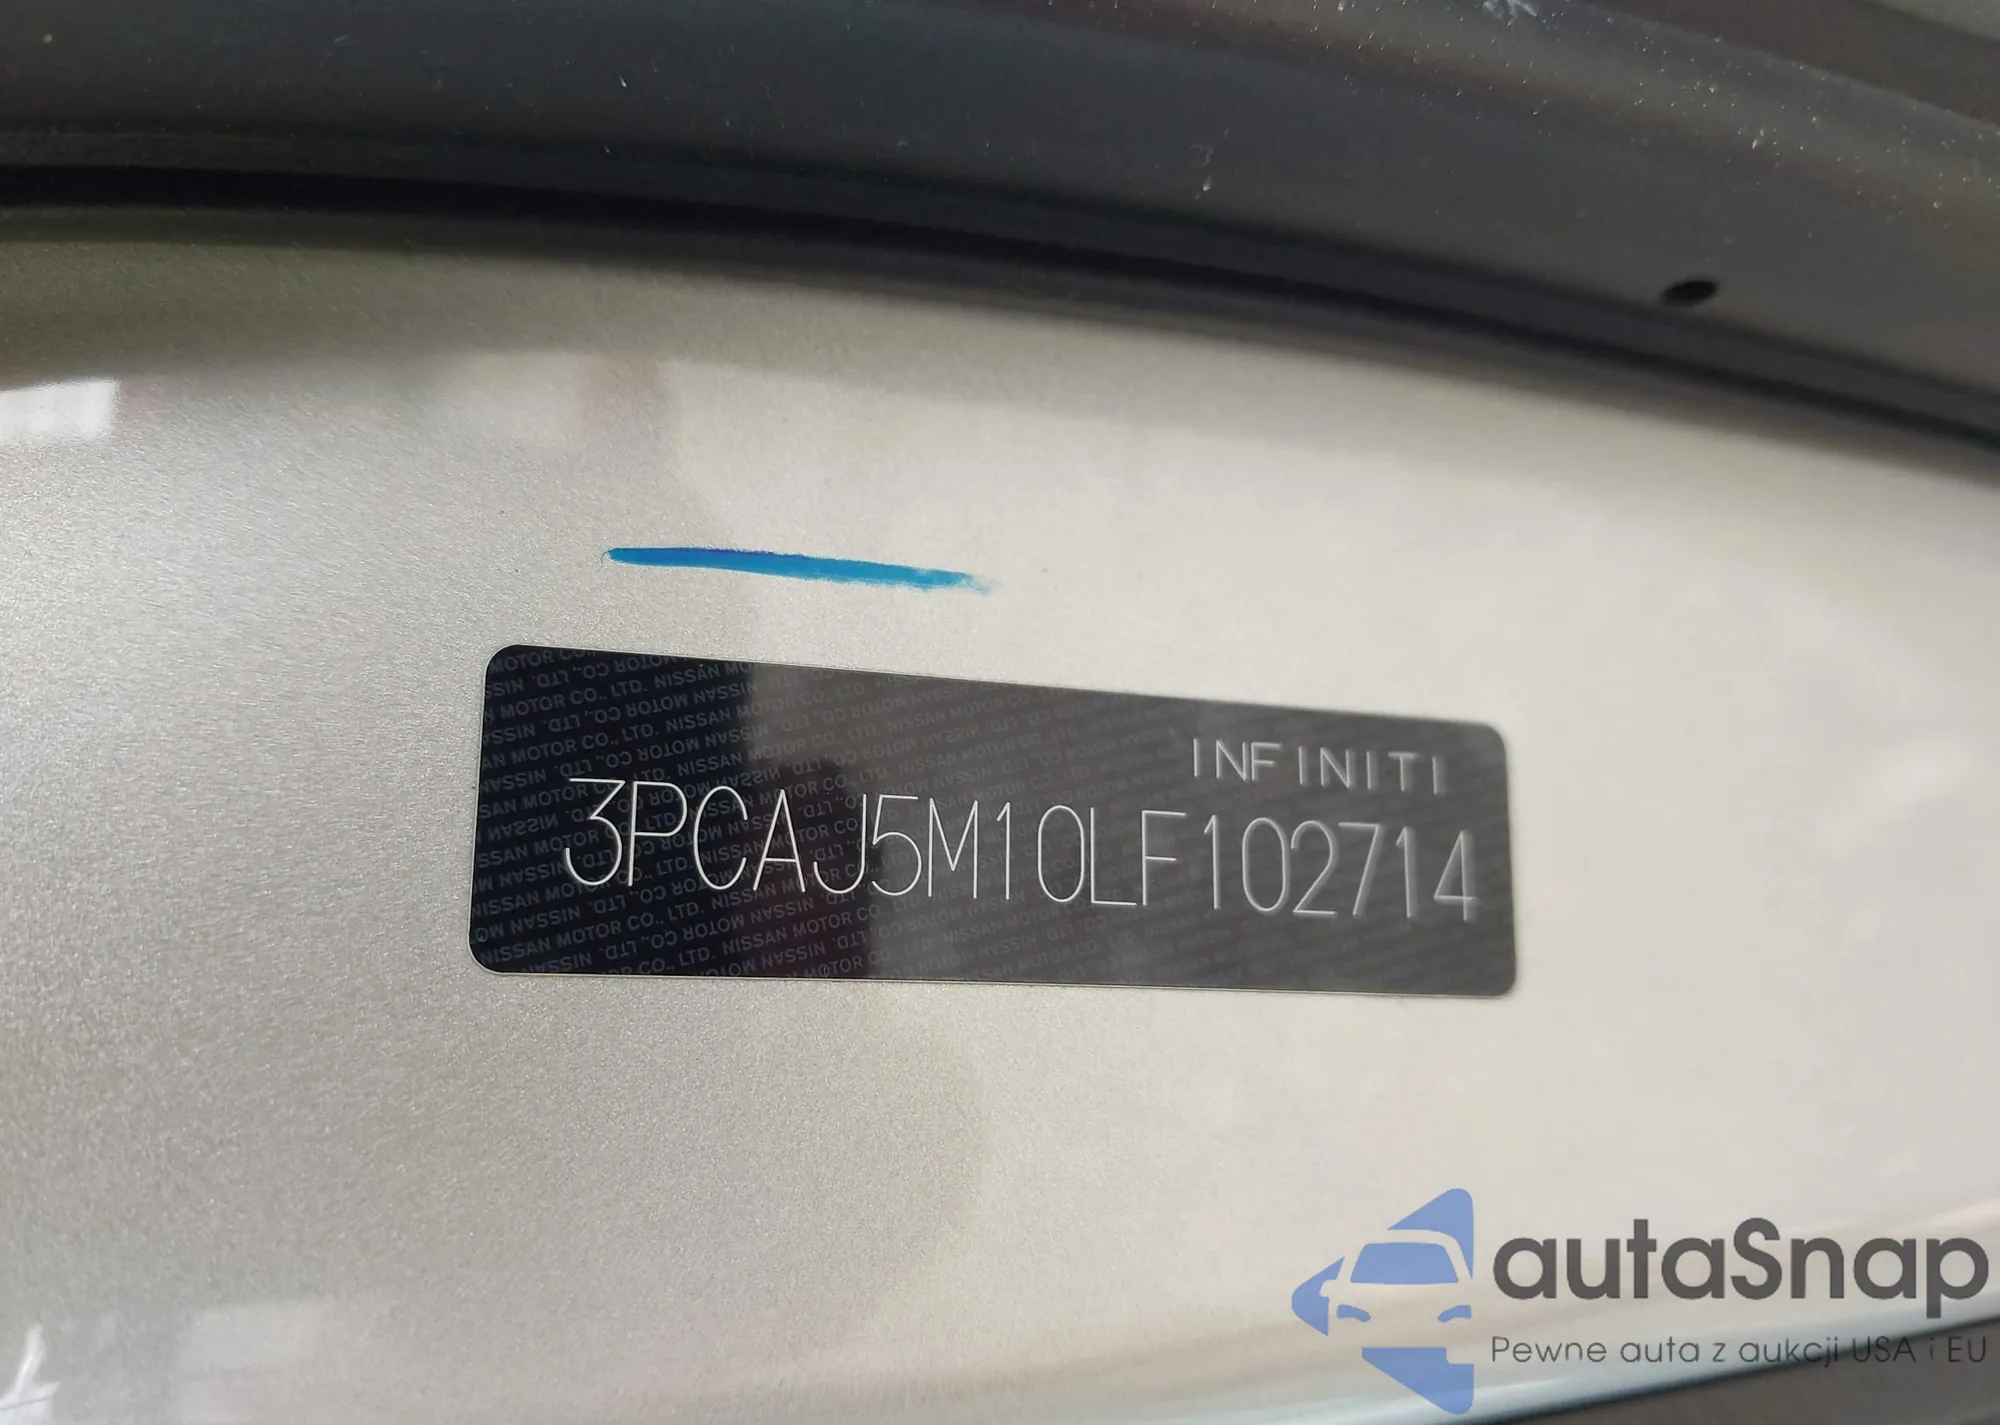 INFINITI
3PCAJ5M10LF102714
autaSnap
Pewne auta z aukcji USA i EU